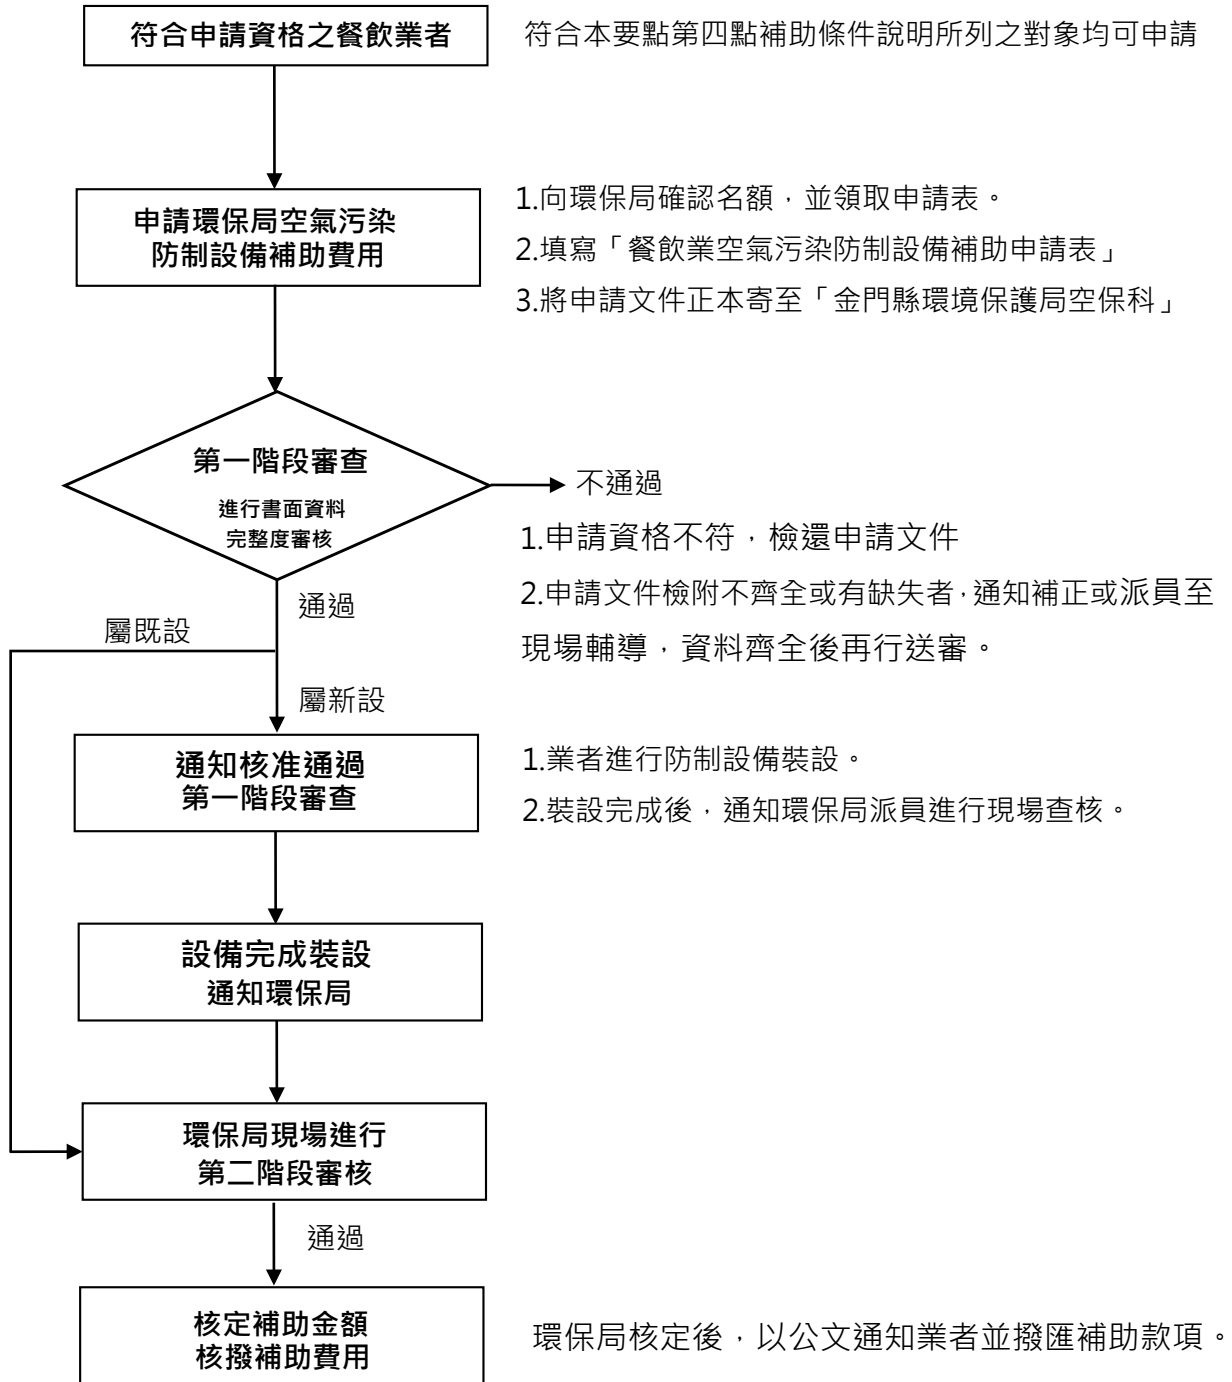 符合申請資格之餐飲業者
符合本要點第四點補助條件說明所列之對象均可申請
申請環保局空氣污染
防制設備補助費用
1.向環保局確認名額，並領取申請表。
2.填寫「餐飲業空氣污染防制設備補助申請表」
3.將申請文件正本寄至「金門縣環境保護局空保科」
第一階段審查
進行書面資料
完整度審核
不通過
1.申請資格不符，檢還申請文件
2.申請文件檢附不齊全或有缺失者，通知補正或派員至
現場輔導，資料齊全後再行送審。
通過
屬既設
屬新設
通知核准通過
第一階段審查
1.業者進行防制設備裝設。
2.裝設完成後，通知環保局派員進行現場查核。
設備完成裝設
通知環保局
環保局現場進行
第二階段審核
通過
核定補助金額
核撥補助費用
環保局核定後，以公文通知業者並撥匯補助款項。